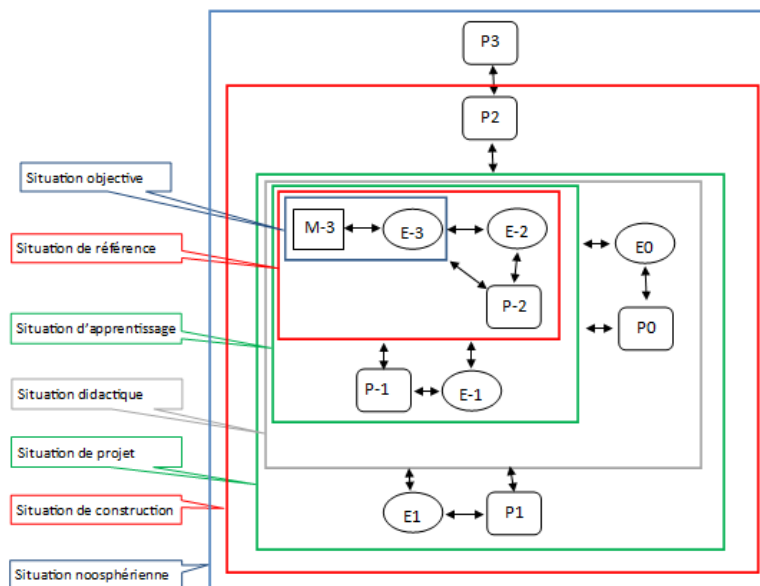 P3
P2
Situation objective
M-3
E-3
E-2
E0
Situation de référence
P-2
P0
Situation d'apprentissage
P-1
E-1
Situation didactique
Situation de projet
Situation de construction
E1
P1
Situation noosphérienne